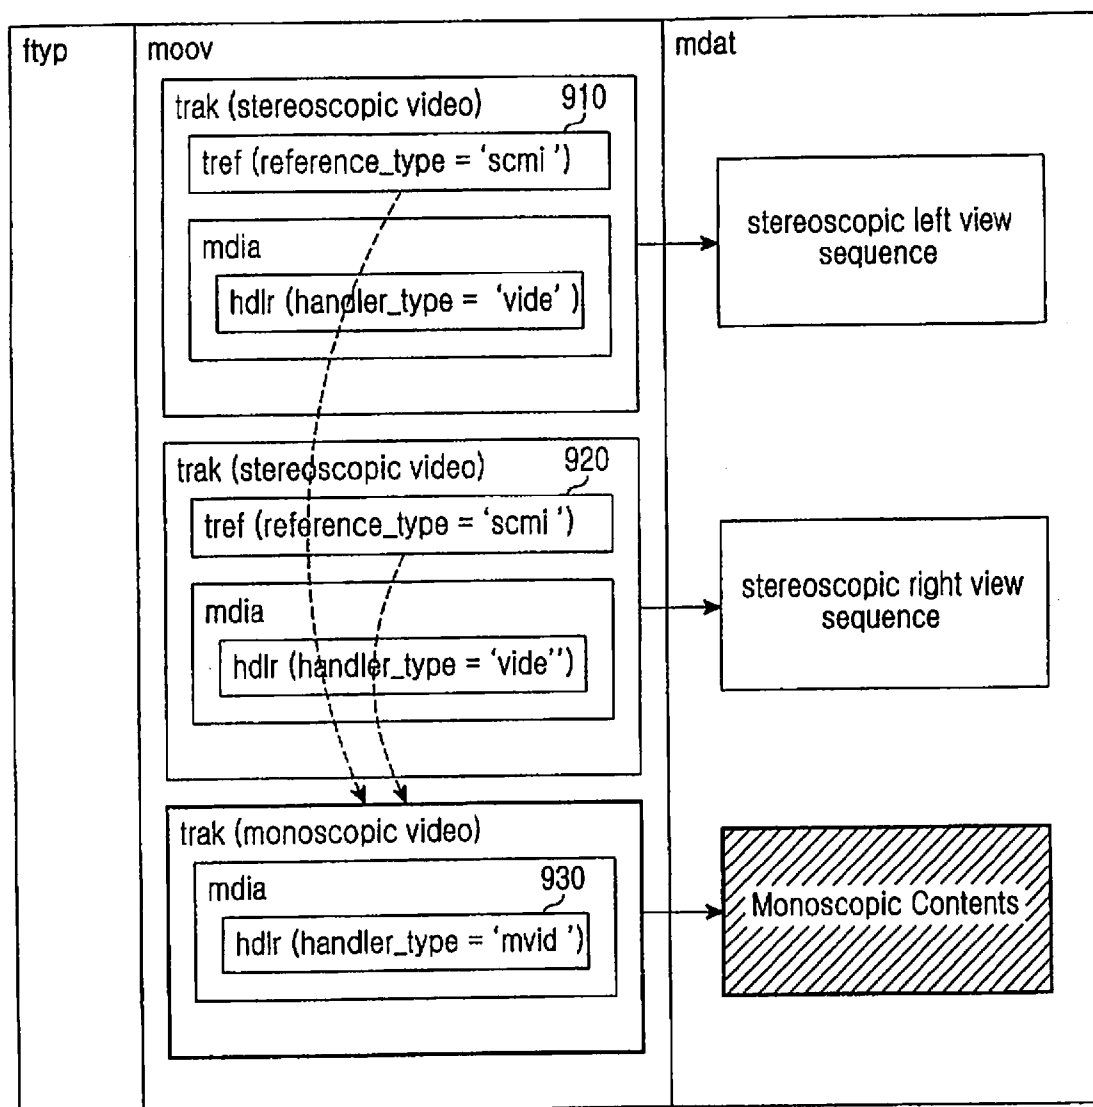 ftyp
moov
mdat
trak (stereoscopic video)
910
tref (reference_type = 'scmi ')
mdia
hdlr (handler_type = 'vide' )
stereoscopic left view
sequence
trak (stereoscopic video)
920
tref (reference_type = 'scmi ')
mdia
hdlr (handler_type = 'vide'')
stereoscopic right view
sequence
trak (monoscopic video)
mdia
930
hdlr (handler_type = 'mvid ')
Monoscopic Contents